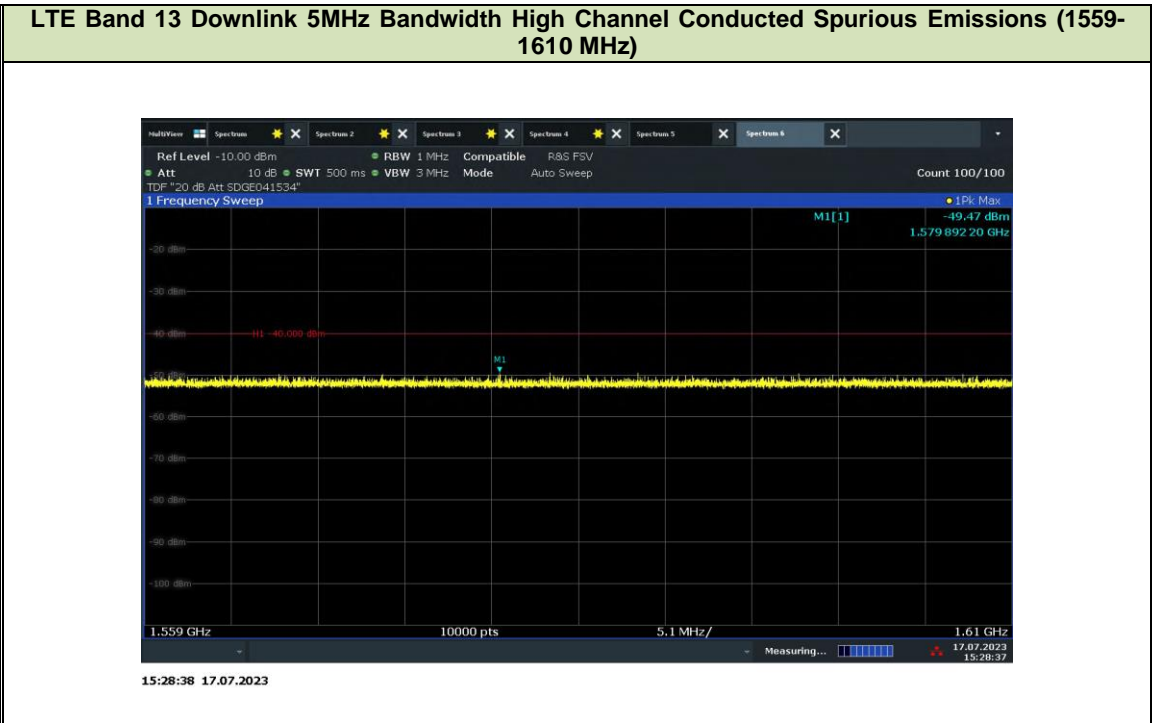 LTE Band 13 Downlink 5MHz Bandwidth High Channel Conducted Spurious Emissions (1559-
1610 MHz)
MultiView Spectrum Spectrum 2 Spectrum 3 Spectrum 4 Spectrum 5 Spectrum 6
Ref Level -10.00 dBm RBW 1 MHz Compatible R&S FSV
Att 10 dB SWT 500 ms VBW 3 MHz Mode Auto Sweep Count 100/100
TDF "20 dB Att SDGE041534"
1 Frequency Sweep 1Pk Max
M1[1] -49.47 dBm
1.579 892 20 GHz
-20 dBm
-30 dBm
-40 dBm H1 -40.000 dBm
M1
-50 dBm
-60 dBm
-70 dBm
-80 dBm
-90 dBm
-100 dBm
1.559 GHz 10000 pts 5.1 MHz/ 1.61 GHz
Measuring... 17.07.2023
15:28:37
15:28:38 17.07.2023